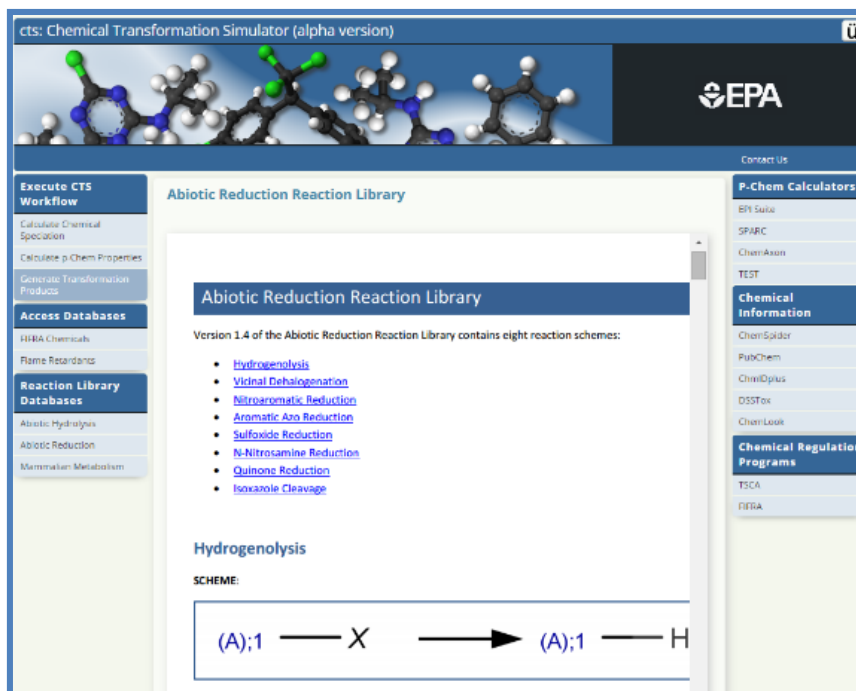 cts: Chemical Transformation Simulator (alpha version)
EPA
Contact Us
Execute CTS
Workflow
Calculate Chemical
Speciation
Calculate p Chem Properties
Generate Transformation
Products
Access Databases
FIFRA Chemicals
Flame Retardants
Reaction Library
Databases
Abiotic Hydrolysis
Abiotic Reduction
Mammalian Metabolism
Abiotic Reduction Reaction Library
Abiotic Reduction Reaction Library
Version 1.4 of the Abiotic Reduction Reaction Library contains eight reaction schemes:
• Hydrogenolysis
• Vicinal Dehalogenation
• Nitroaromatic Reduction
• Aromatic Azo Reduction
• Sulfoxide Reduction
• N-Nitrosamine Reduction
• Quinone Reduction
• Isoxazole Cleavage
Hydrogenolysis
SCHEME:
(A);1 — X → (A);1 — H
P-Chem Calculators
EPI Suite
SPARC
ChemAxon
TEST
Chemical
Information
ChemSpider
PubChem
ChmIDplus
DSSTox
ChemLook
Chemical Regulation
Programs
TSCA
FIFRA